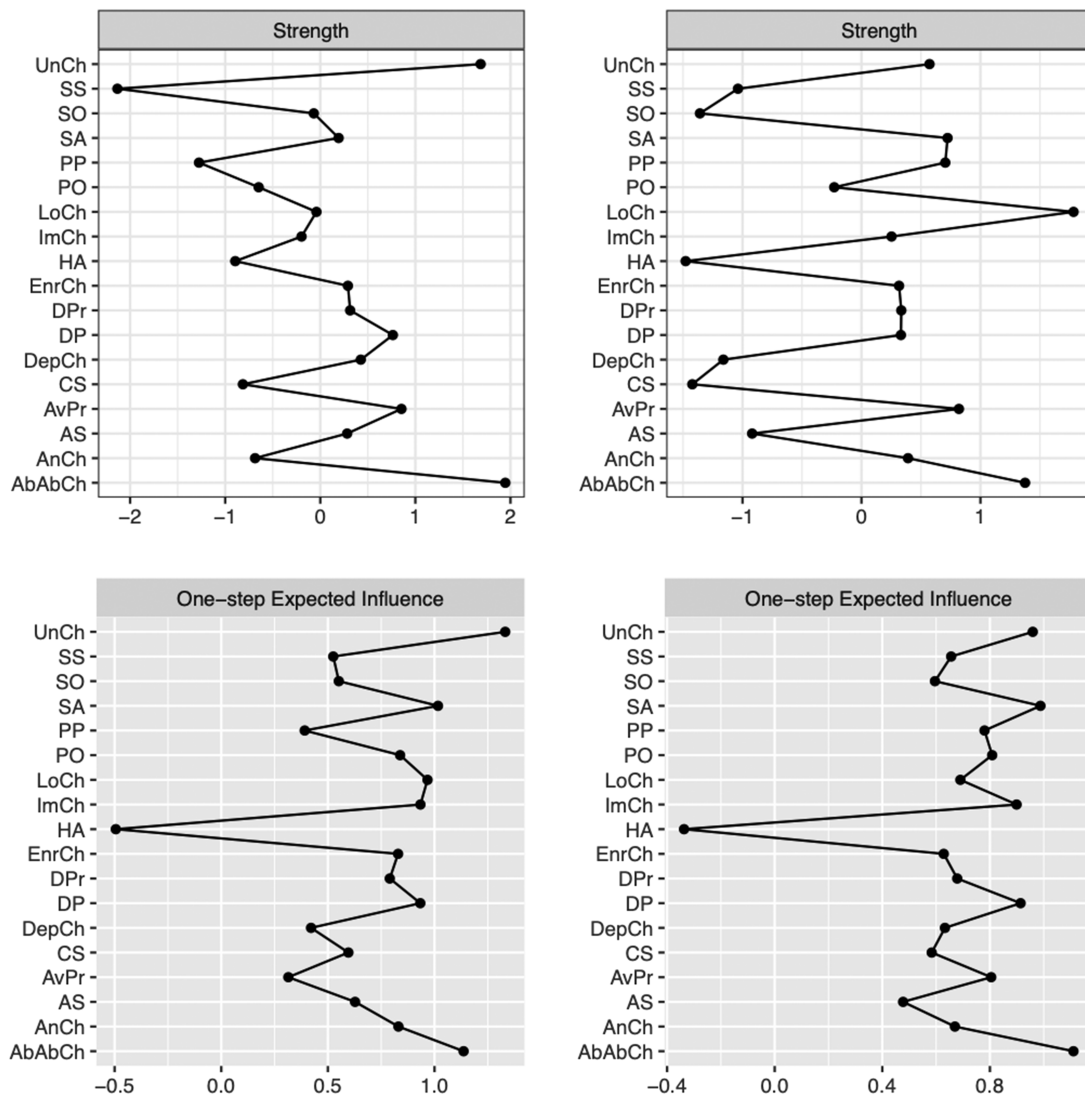 Strength
UnCh
SS
SO
SA
PP
PO
LoCh
ImCh
HA
EnrCh
DPr
DP
DepCh
CS
AvPr
AS
AnCh
AbAbCh
−2 −1 0 1 2
Strength
UnCh
SS
SO
SA
PP
PO
LoCh
ImCh
HA
EnrCh
DPr
DP
DepCh
CS
AvPr
AS
AnCh
AbAbCh
−1 0 1
One−step Expected Influence
UnCh
SS
SO
SA
PP
PO
LoCh
ImCh
HA
EnrCh
DPr
DP
DepCh
CS
AvPr
AS
AnCh
AbAbCh
−0.5 0.0 0.5 1.0
One−step Expected Influence
UnCh
SS
SO
SA
PP
PO
LoCh
ImCh
HA
EnrCh
DPr
DP
DepCh
CS
AvPr
AS
AnCh
AbAbCh
−0.4 0.0 0.4 0.8